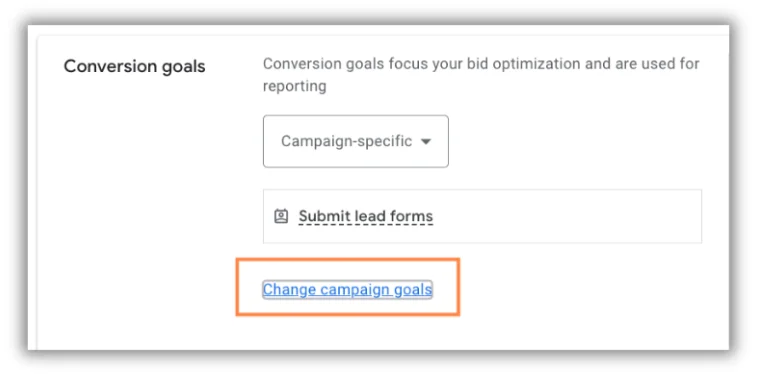 Conversion goals
Conversion goals focus your bid optimization and are used for
reporting
Campaign-specific
Submit lead forms
Change campaign goals